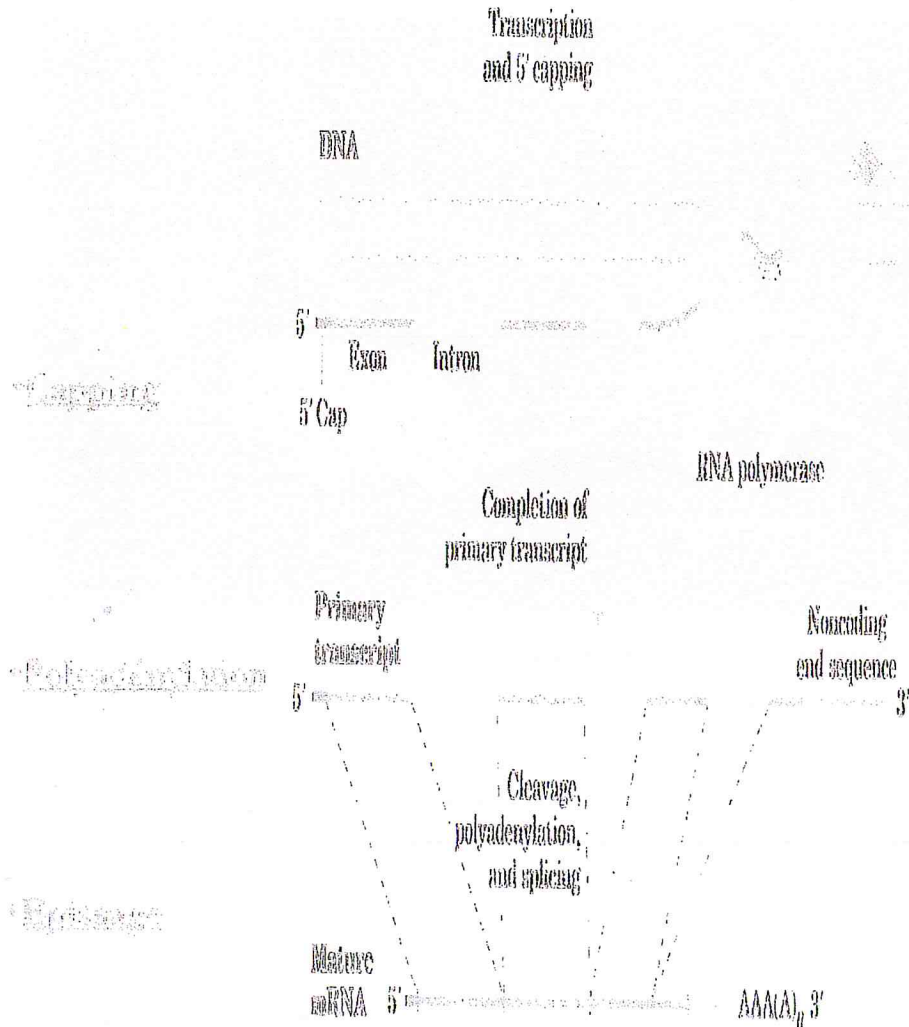 Transcription
and 5' capping
DNA
5'
Exon Intron
•Capping
5' Cap
RNA polymerase
Completion of
primary transcript
Primary
transcript
Noncoding
end sequence
•Polyadenylation
5'
3'
Cleavage,
polyadenylation,
and splicing
Mature
mRNA 5'
AAA(A)n 3'